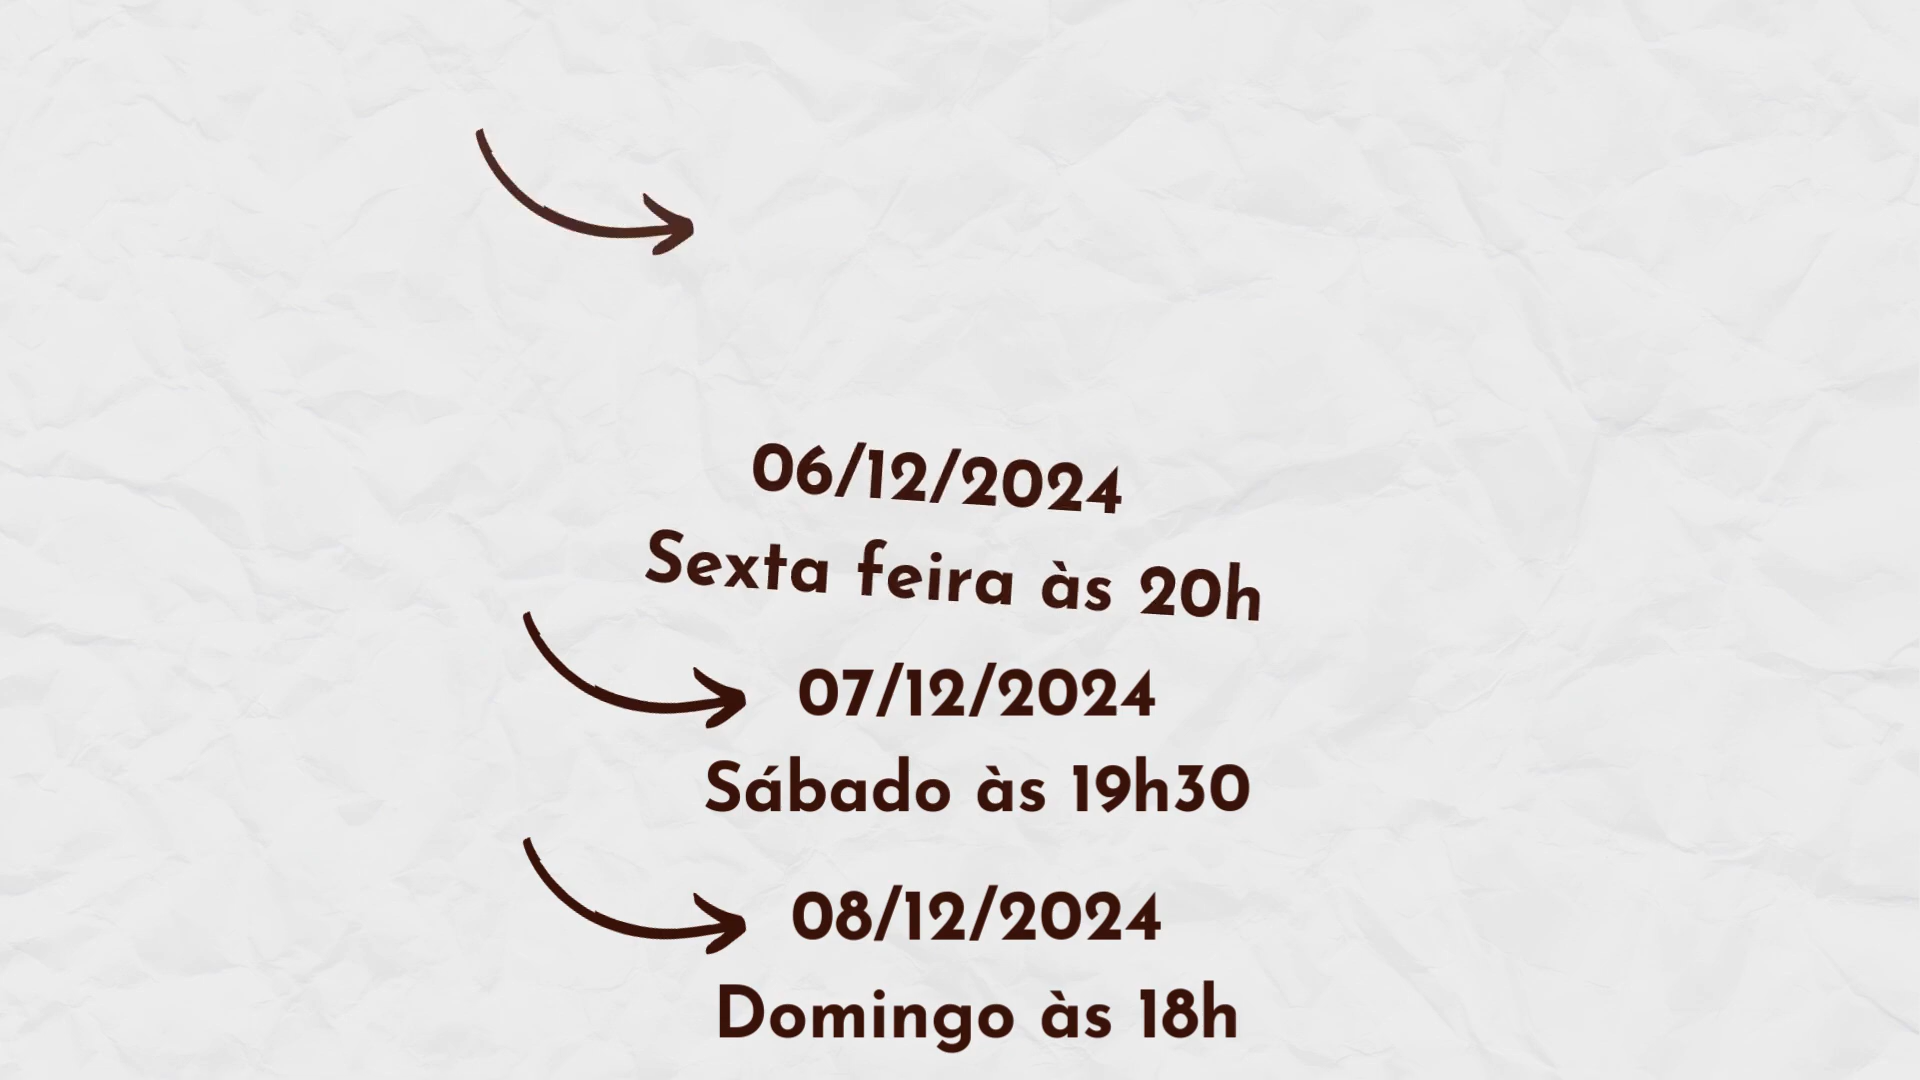 06/12/2024
Sexta feira às 20h
07/12/2024
Sábado às 19h30
08/12/2024
Domingo às 18h